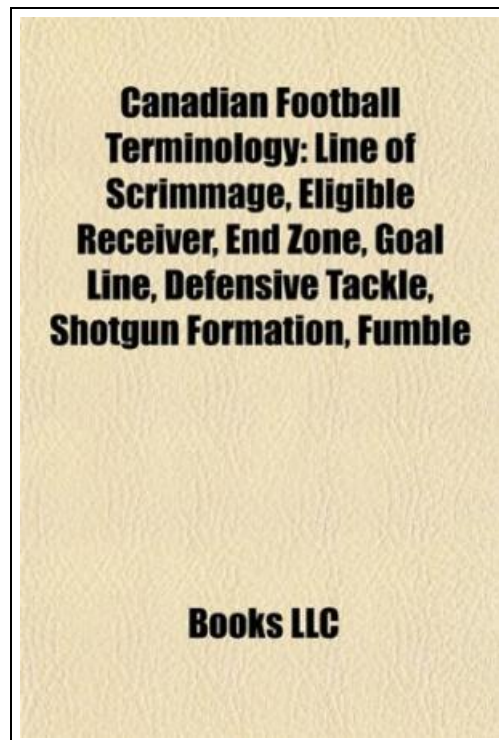 Canadian Football
Terminology: Line of
Scrimmage, Eligible
Receiver, End Zone, Goal
Line, Defensive Tackle,
Shotgun Formation, Fumble
Books LLC